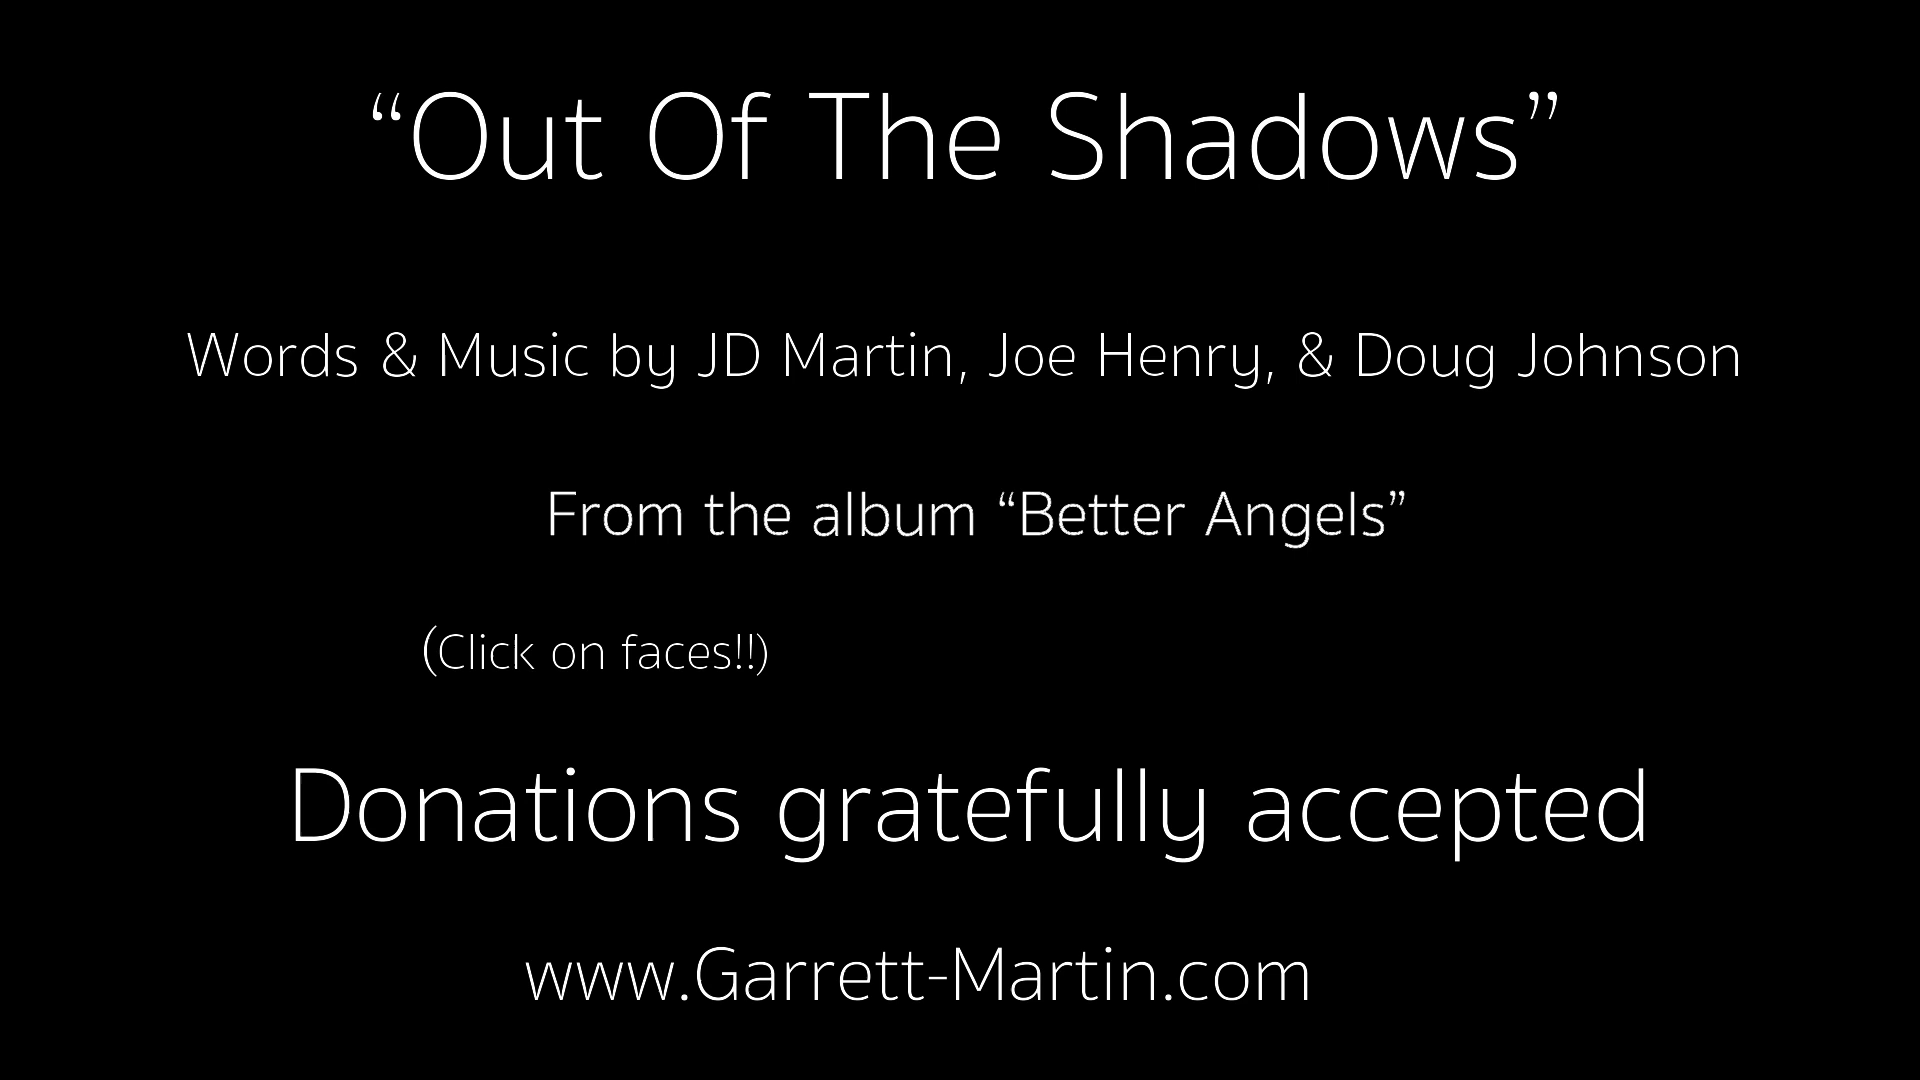 “Out Of The Shadows”
Words & Music by JD Martin, Joe Henry, & Doug Johnson
From the album “Better Angels”
(Click on faces!!)
Donations gratefully accepted
www.Garrett-Martin.com